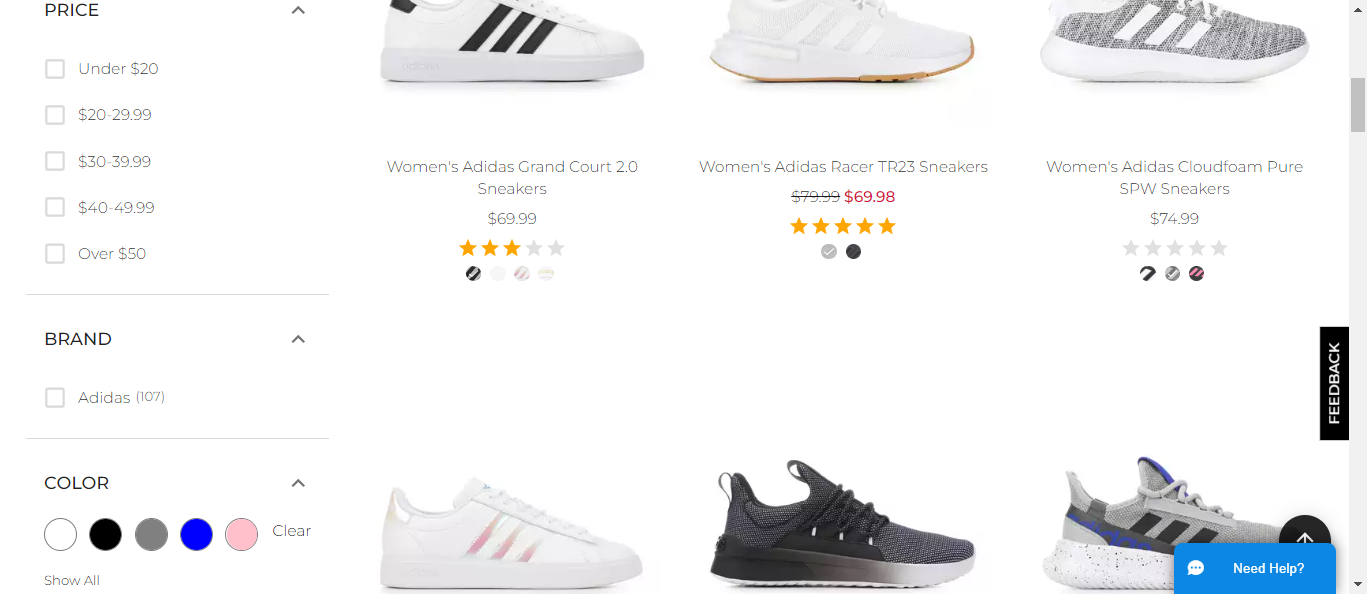 PRICE
Under $20
$20-29.99
$30-39.99
$40-49.99
Over $50
BRAND
Adidas (107)
COLOR
Clear
Show All
Women's Adidas Grand Court 2.0
Sneakers
$69.99
Women's Adidas Racer TR23 Sneakers
$79.99 $69.98
Women's Adidas Cloudfoam Pure
SPW Sneakers
$74.99
FEEDBACK
Need Help?